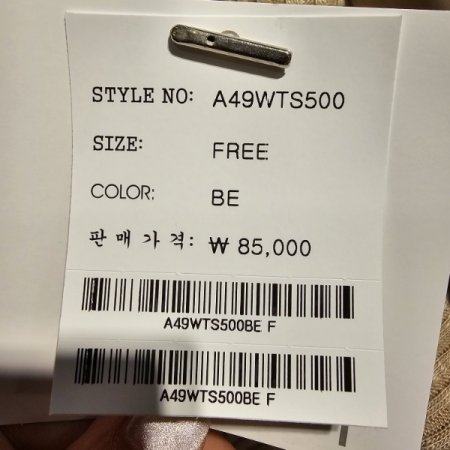 STYLE NO: A49WTS500
SIZE: FREE
COLOR: BE
판매가격: ₩ 85,000
A49WTS500BE F
A49WTS500BE F